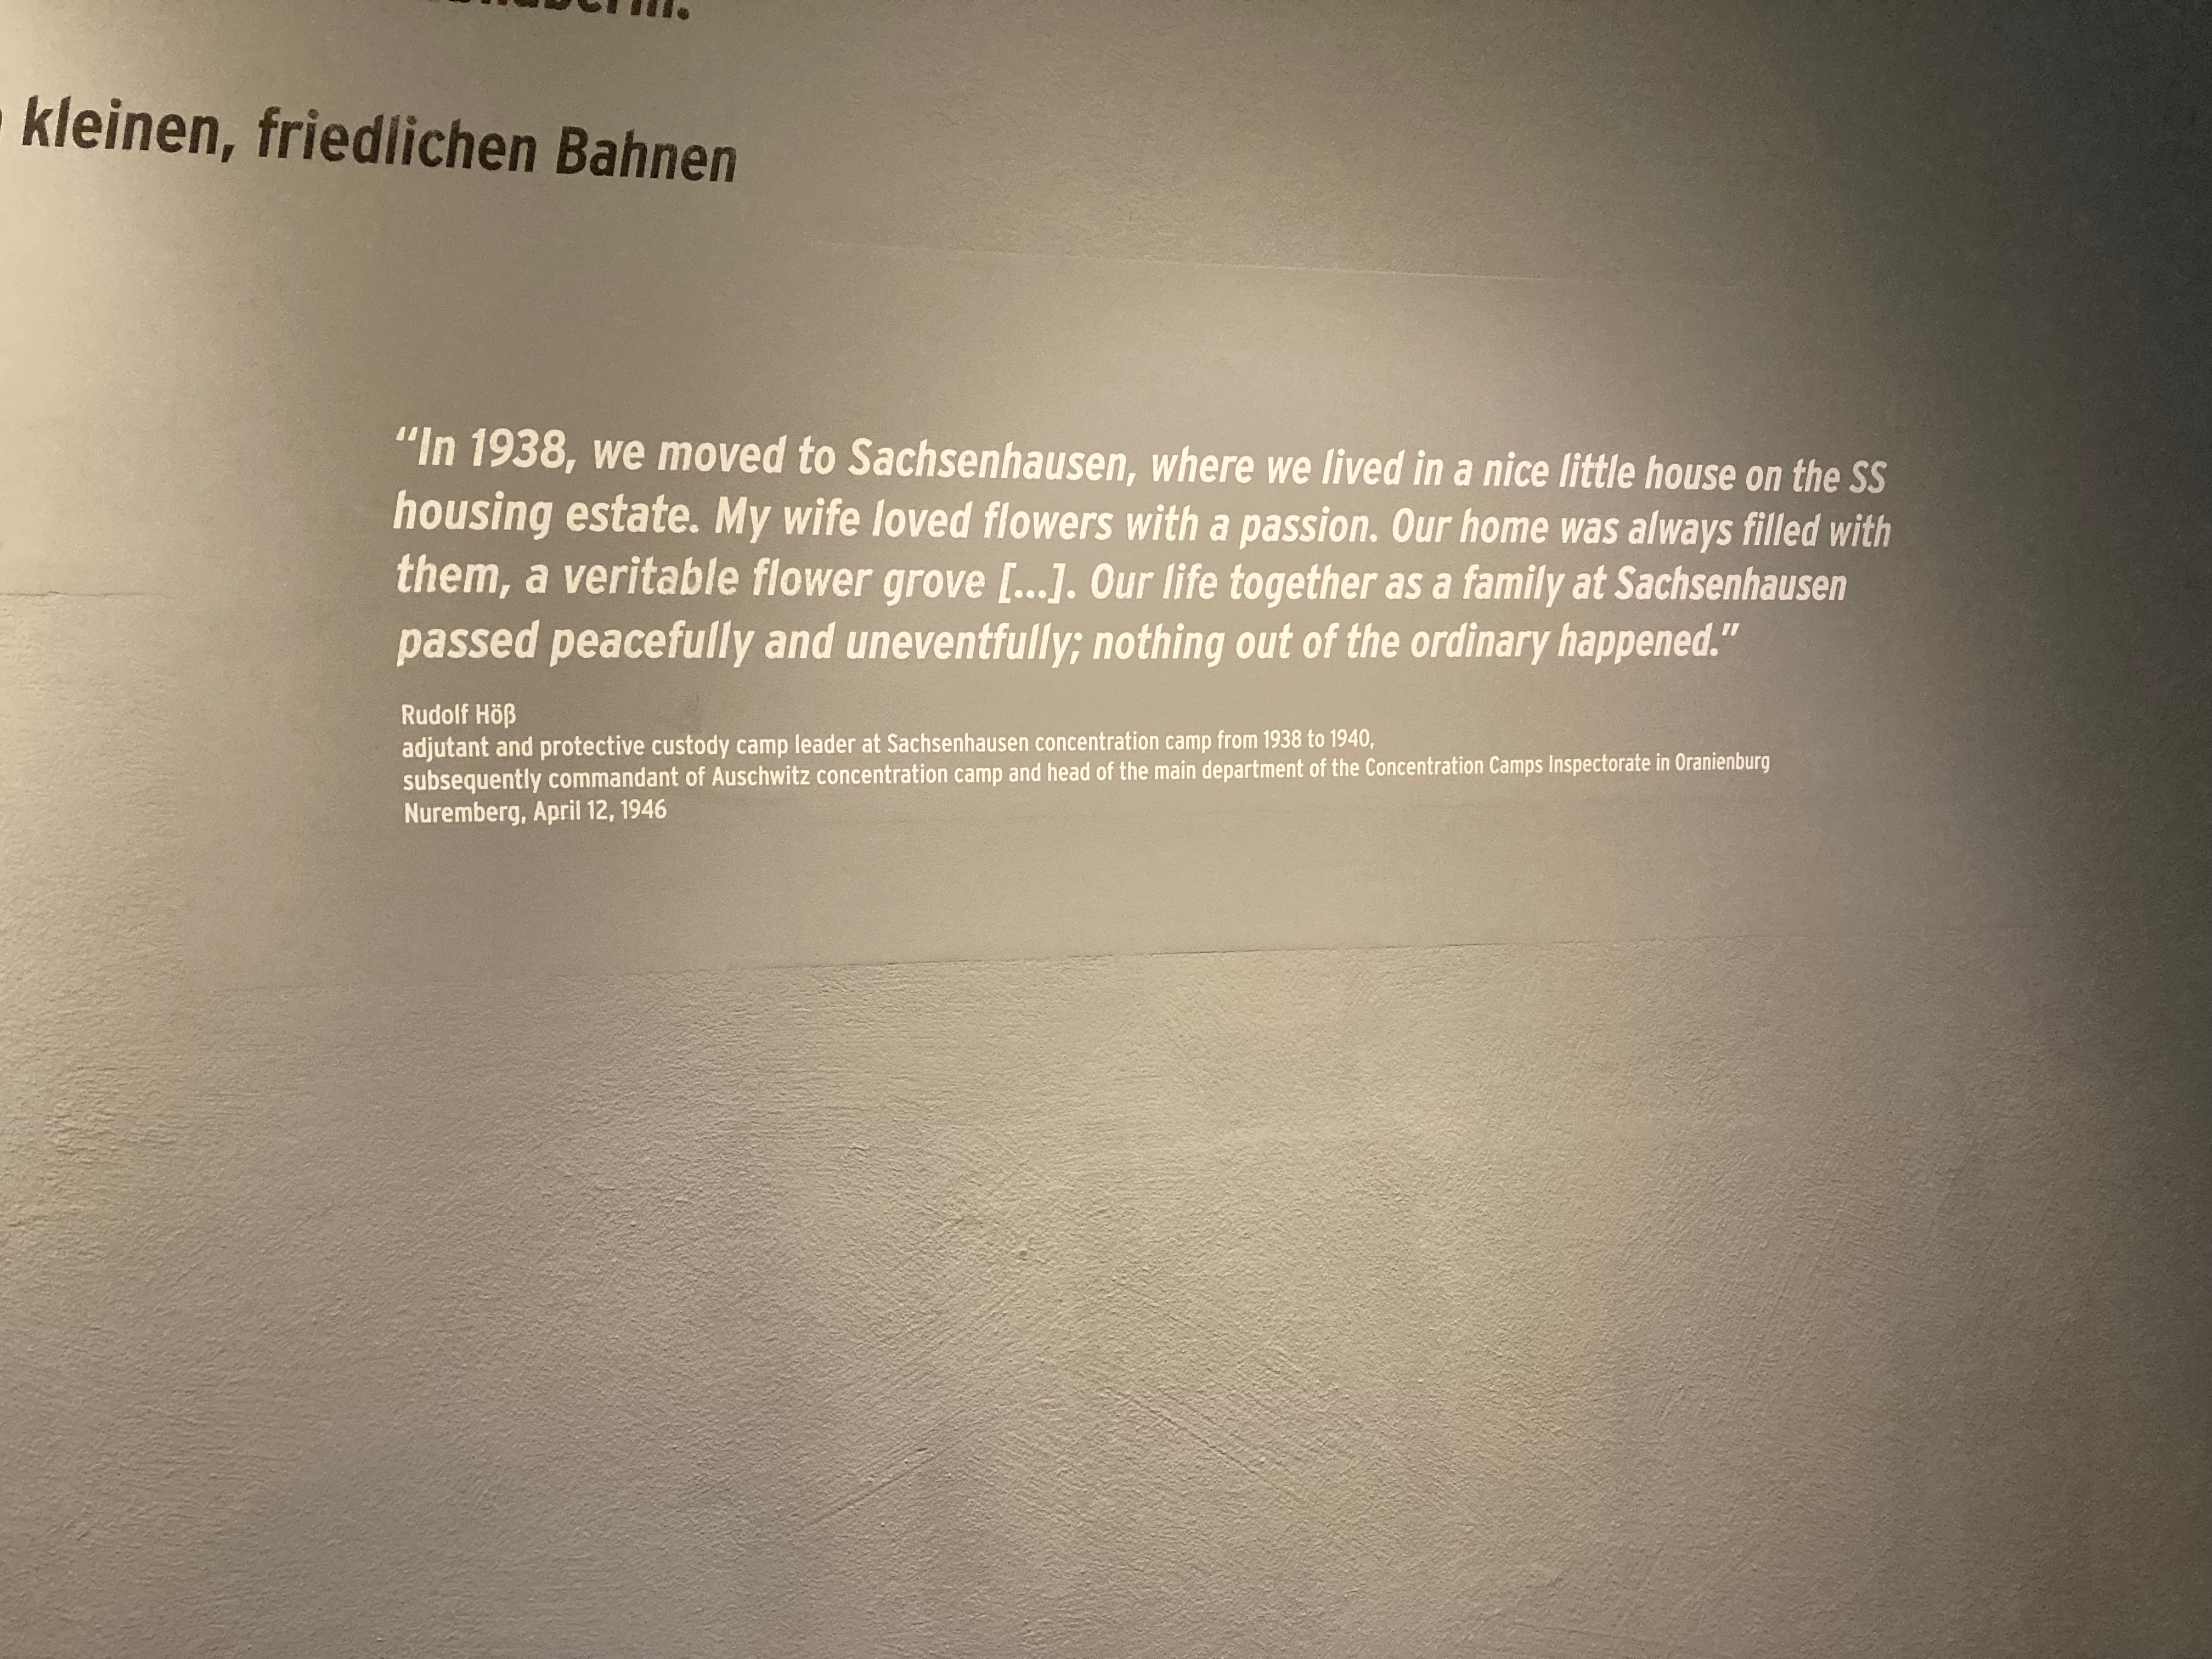 kleinen, friedlichen Bahnen
“In 1938, we moved to Sachsenhausen, where we lived in a nice little house on the SS
housing estate. My wife loved flowers with a passion. Our home was always filled with
them, a veritable flower grove [...]. Our life together as a family at Sachsenhausen
passed peacefully and uneventfully; nothing out of the ordinary happened.”
Rudolf Höß
adjutant and protective custody camp leader at Sachsenhausen concentration camp from 1938 to 1940,
subsequently commandant of Auschwitz concentration camp and head of the main department of the Concentration Camps Inspectorate in Oranienburg
Nuremberg, April 12, 1946